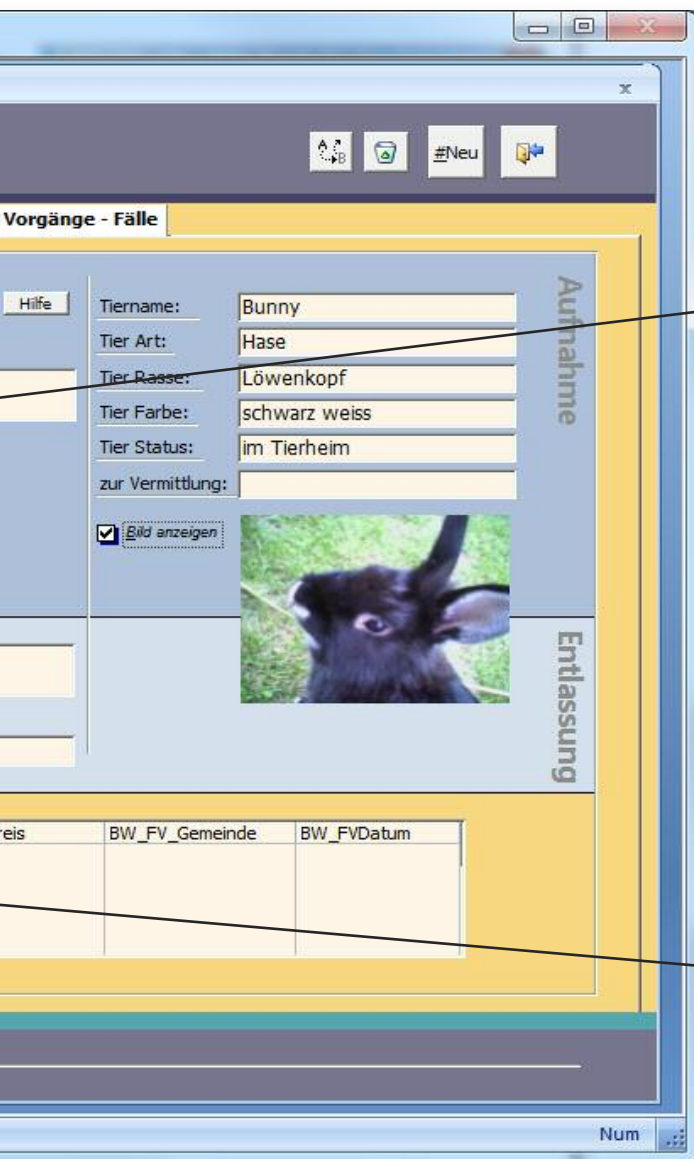 x
A B
#Neu
Vorgänge - Fälle
Hilfe
Aufnahme
Tiername: Bunny
Tier Art: Hase
Tier Rasse: Löwenkopf
Tier Farbe: schwarz weiss
Tier Status: im Tierheim
zur Vermittlung:
Bild anzeigen
Entlassung
reis BW_FV_Gemeinde BW_FVDatum
Num